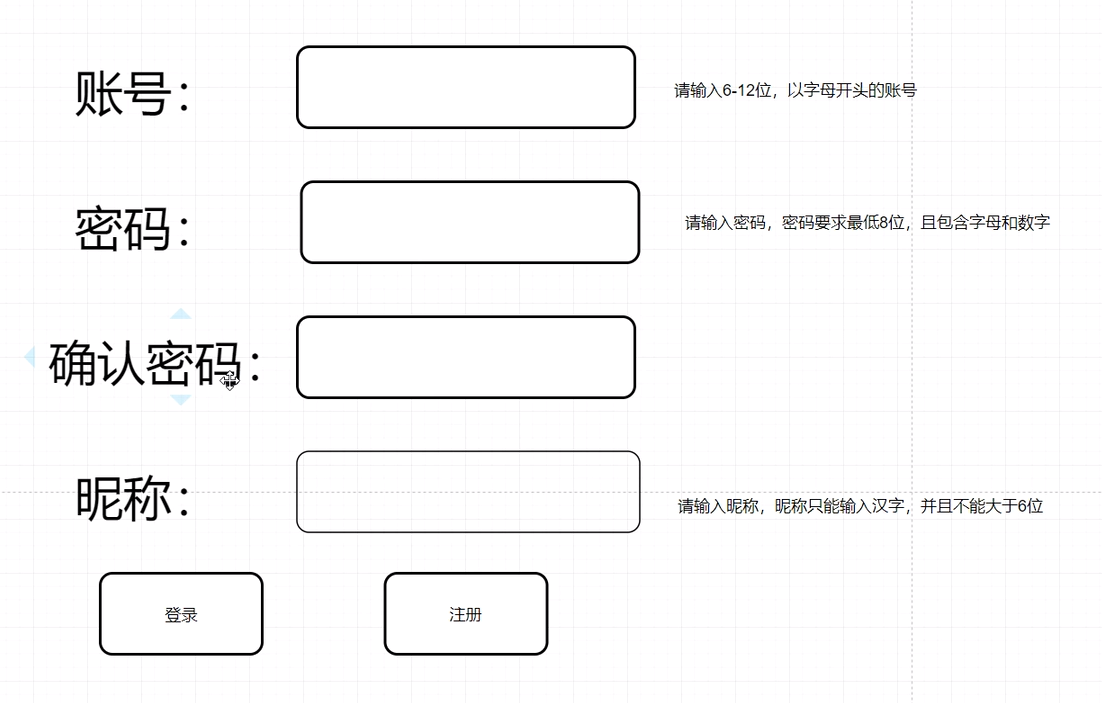 账号：
请输入6-12位，以字母开头的账号
密码：
请输入密码，密码要求最低8位，且包含字母和数字
确认密码：
昵称：
请输入昵称，昵称只能输入汉字，并且不能大于6位
登录
注册